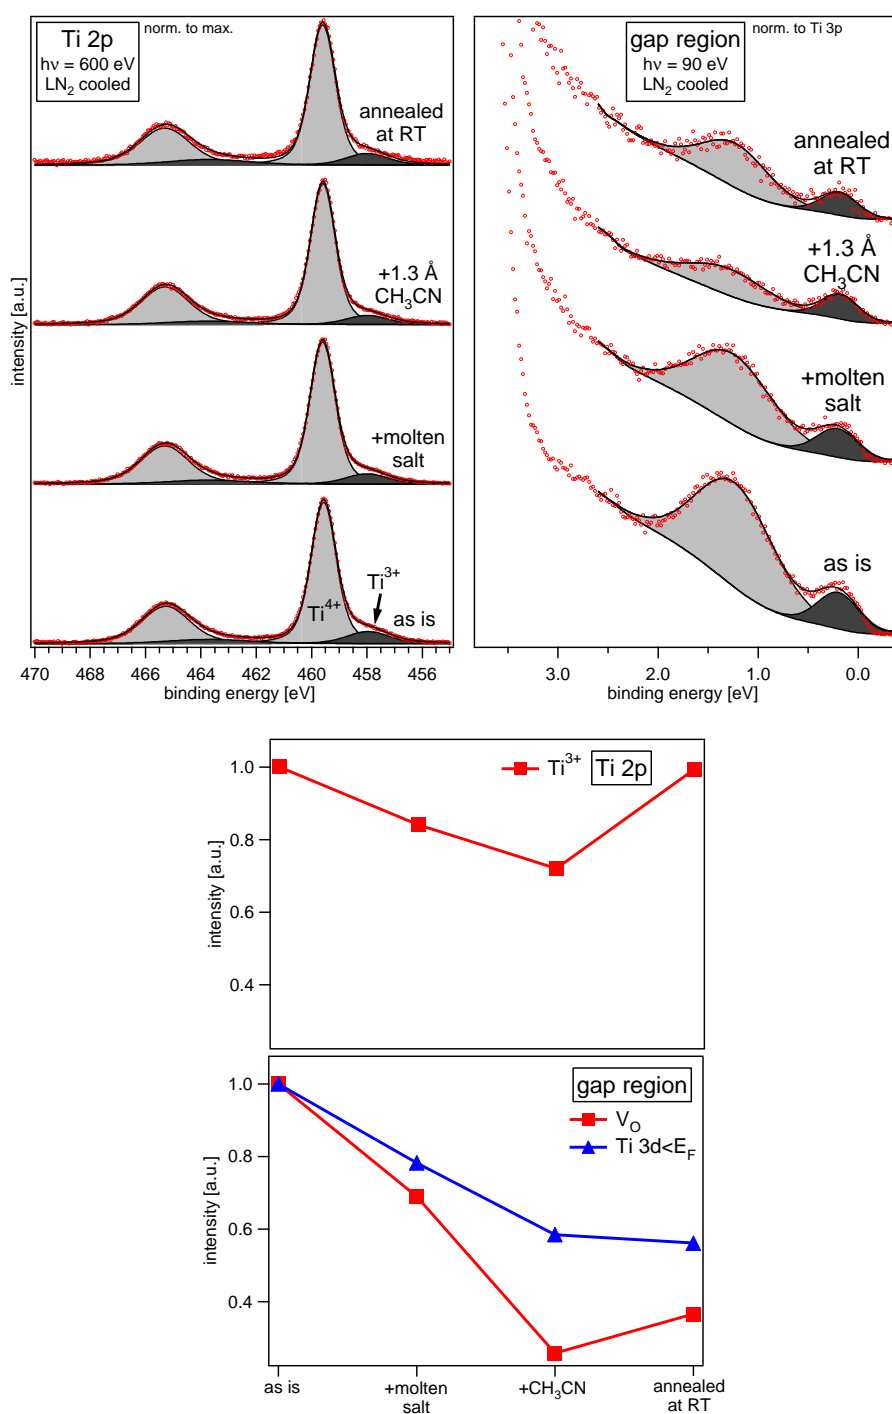 Ti 2p
hν = 600 eV
LN₂ cooled
norm. to max.
annealed
at RT
+1.3 Å
CH₃CN
+molten
salt
Ti³⁺
Ti⁴⁺
as is
intensity [a.u.]
470 468 466 464 462 460 458 456
binding energy [eV]
gap region
hν = 90 eV
LN₂ cooled
norm. to Ti 3p
annealed
at RT
+1.3 Å
CH₃CN
+molten
salt
as is
3.0 2.0 1.0 0.0
binding energy [eV]
Ti³⁺ Ti 2p
1.0
0.8
0.6
0.4
intensity [a.u.]
gap region
V_O
Ti 3d<E_F
1.0
0.8
0.6
0.4
intensity [a.u.]
as is
+molten
salt
+CH₃CN
annealed
at RT